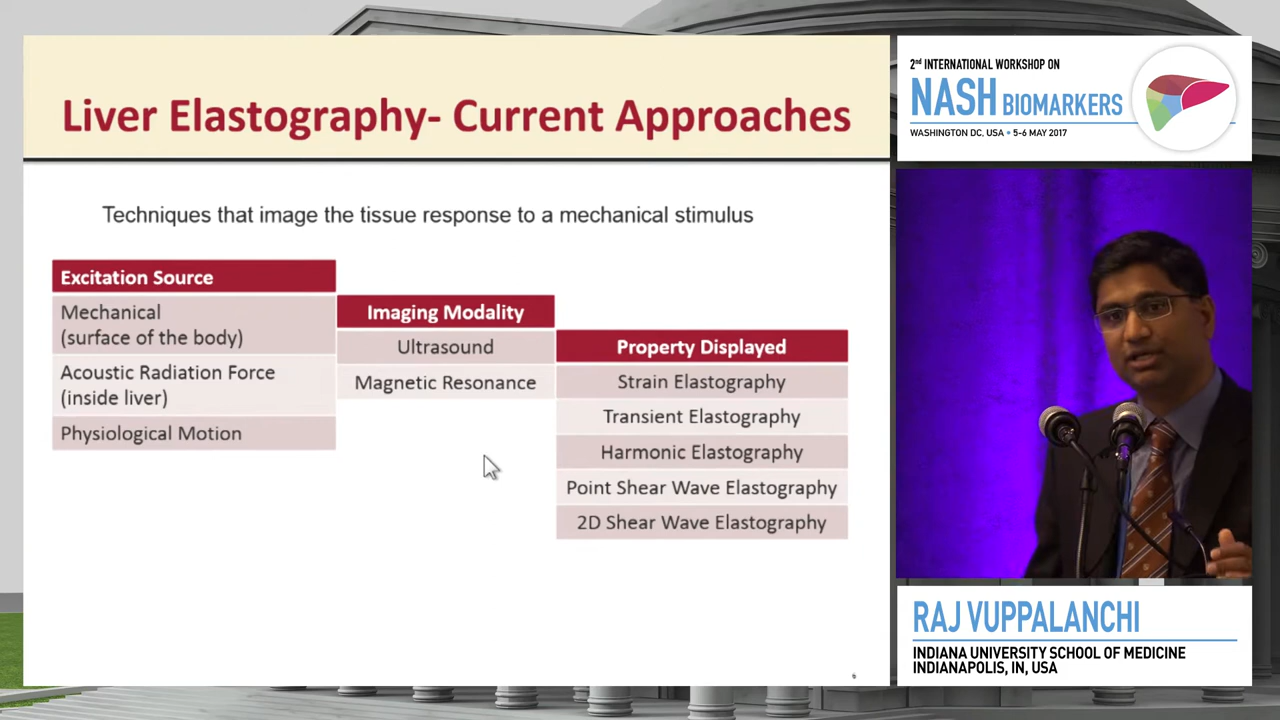 Liver Elastography- Current Approaches
Techniques that image the tissue response to a mechanical stimulus
Excitation Source
Mechanical
(surface of the body)
Acoustic Radiation Force
(inside liver)
Physiological Motion
Imaging Modality
Ultrasound
Magnetic Resonance
Property Displayed
Strain Elastography
Transient Elastography
Harmonic Elastography
Point Shear Wave Elastography
2D Shear Wave Elastography
2nd INTERNATIONAL WORKSHOP ON
NASH BIOMARKERS
WASHINGTON DC, USA • 5-6 MAY 2017
RAJ VUPPALANCHI
INDIANA UNIVERSITY SCHOOL OF MEDICINE
INDIANAPOLIS, IN, USA